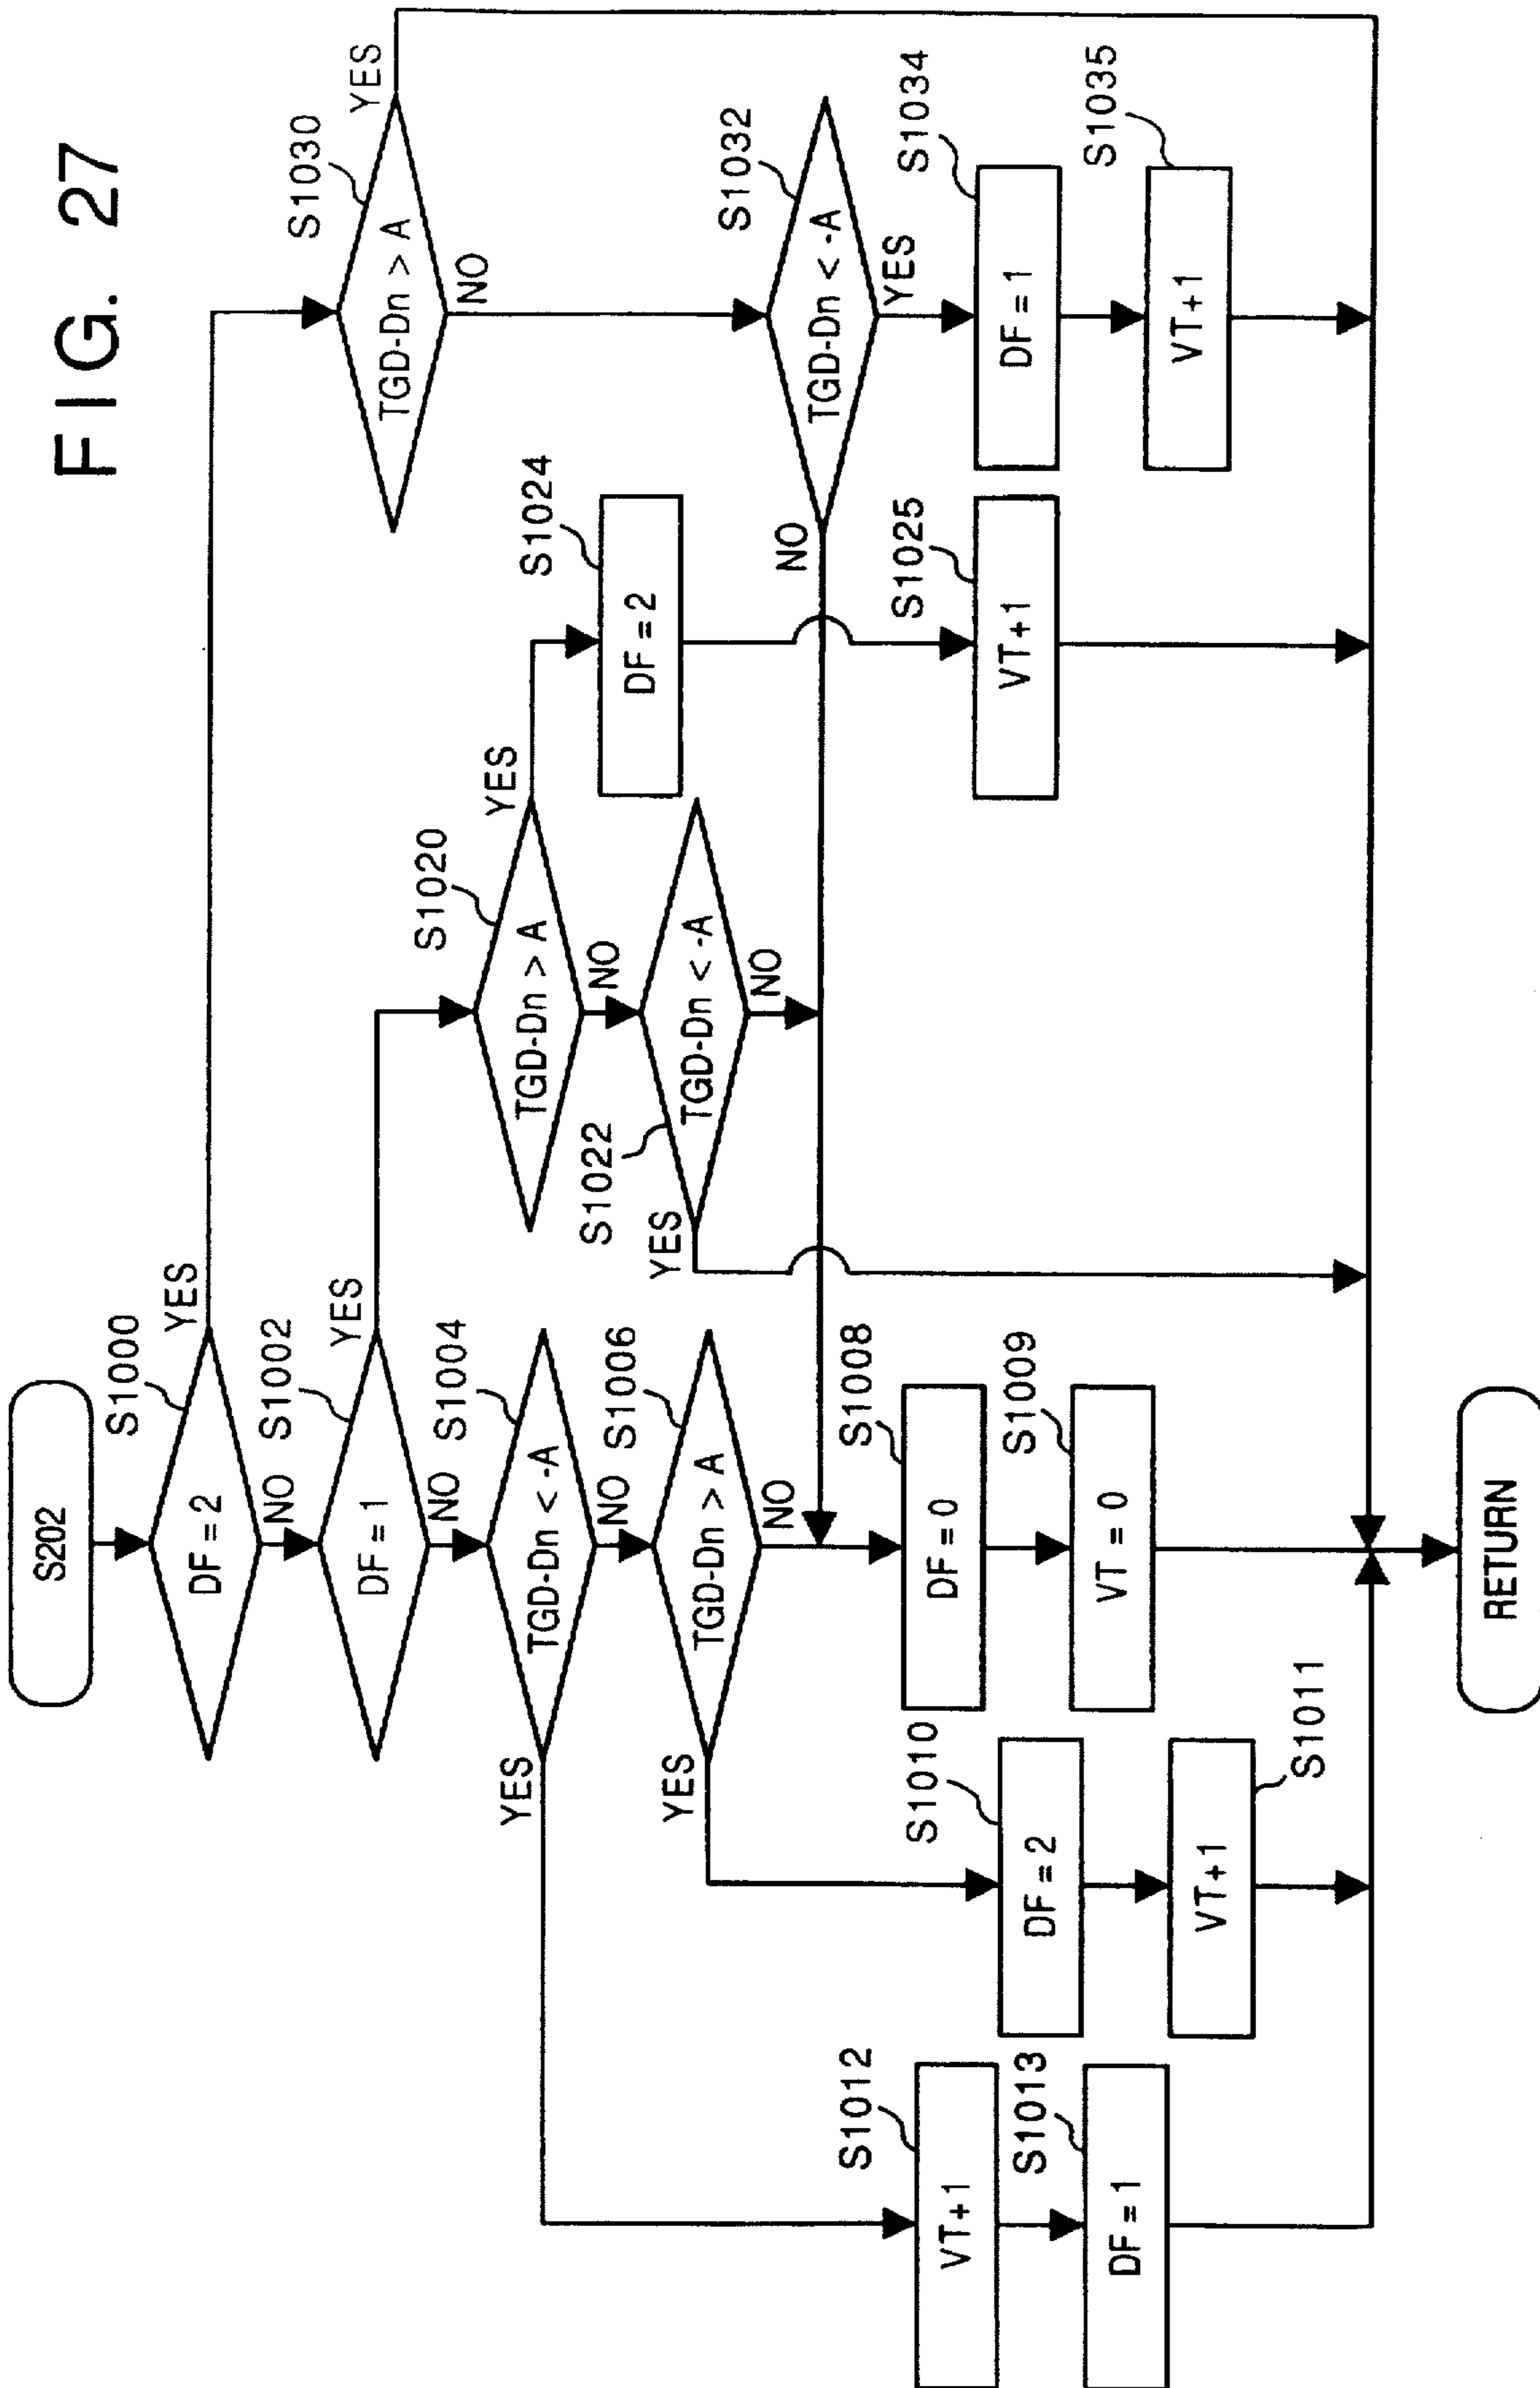 FIG. 27
S202
S1000
DF = 2
YES
NO
S1002
DF = 1
YES
NO
S1004
TGD-Dn < -A
YES
NO
S1006
TGD-Dn > A
YES
NO
S1008
DF = 0
S1009
VT = 0
S1010
DF = 2
S1011
VT+1
S1012
VT+1
S1013
DF = 1
S1020
TGD-Dn > A
YES
NO
S1022
TGD-Dn < -A
YES
NO
S1024
DF = 2
S1025
VT+1
S1030
TGD-Dn > A
YES
NO
S1032
TGD-Dn < -A
NO
YES
S1034
DF = 1
S1035
VT+1
RETURN